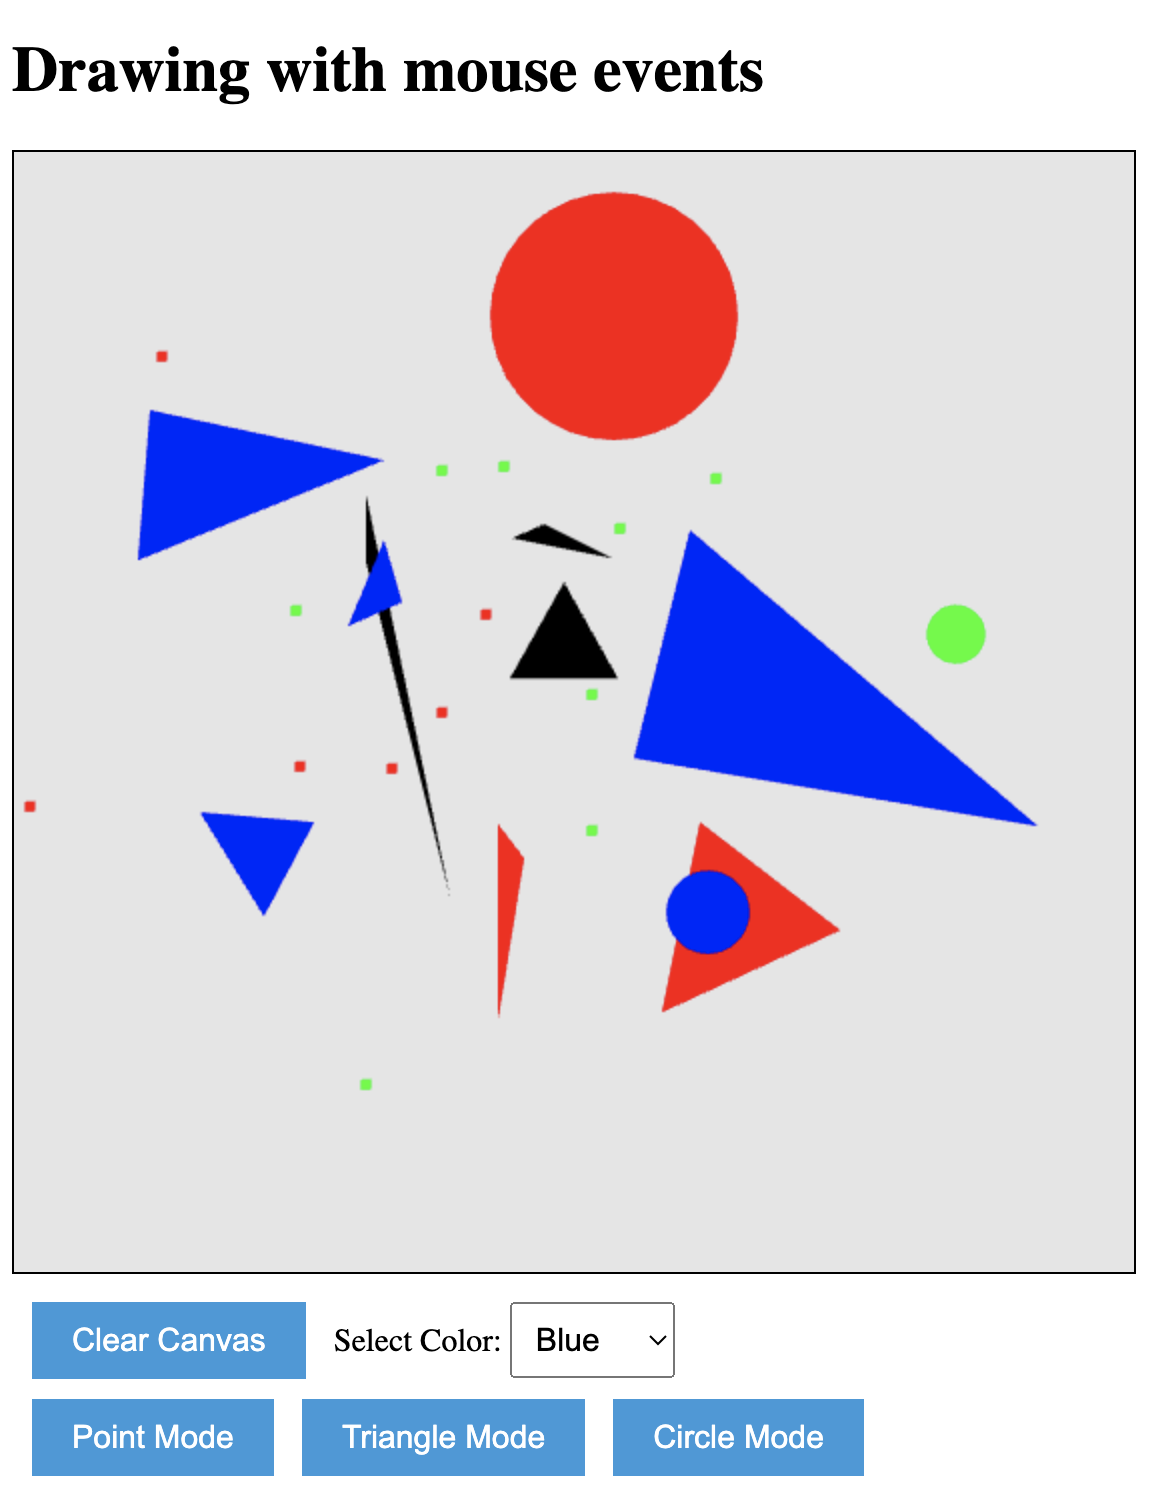 Drawing with mouse events
Clear Canvas Select Color: Blue
Point Mode Triangle Mode Circle Mode